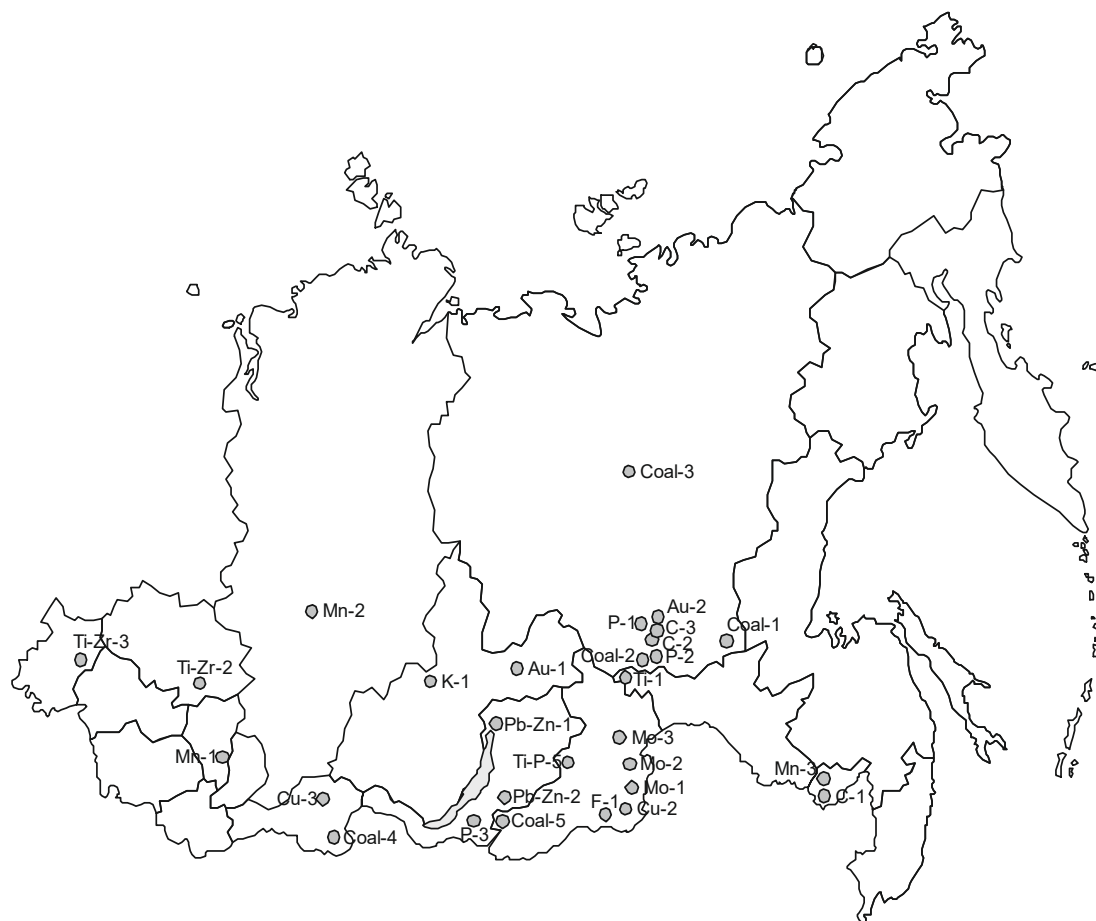 Coal-3
Au-2
Mn-2
P-1
C-3
Coal-1
C-2
Ti-Zr-3
Coal-2
P-2
Ti-Zr-2
Au-1
K-1
Ti-1
Pb-Zn-1
Mo-3
Mn-1
Ti-P-5
Mo-2
Mn-3
Mo-1
Cu-3
Pb-Zn-2
C-1
F-1
Cu-2
P-3
Coal-5
Coal-4